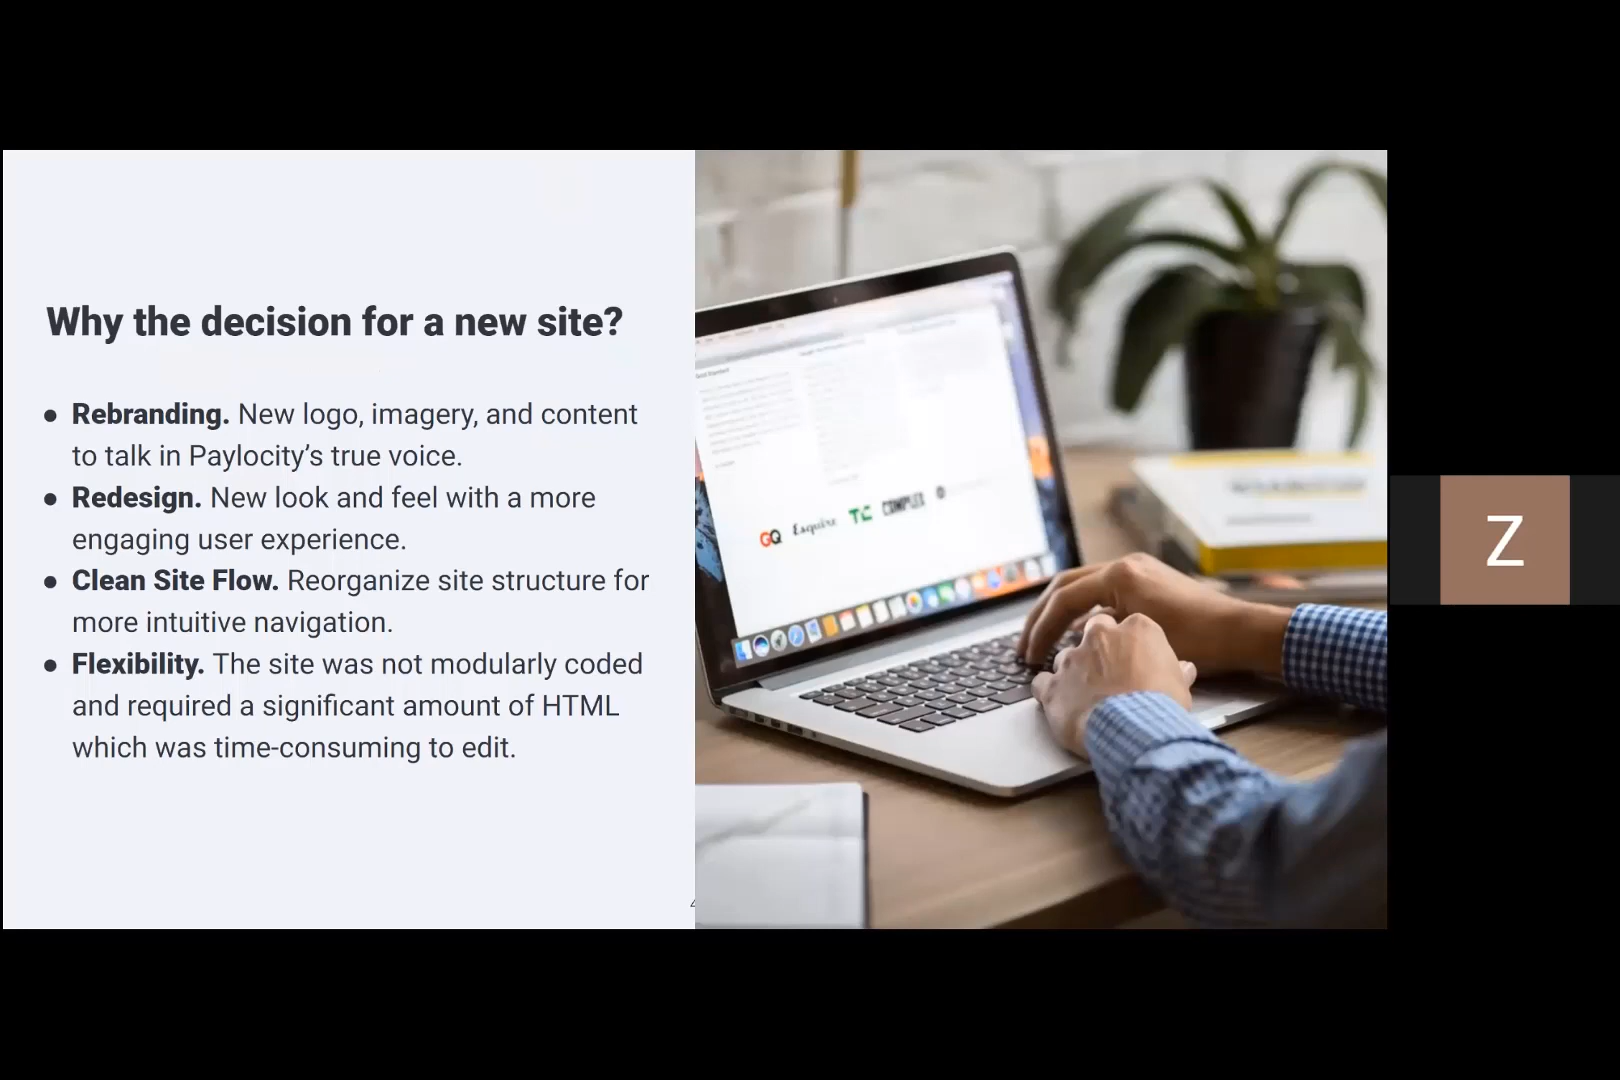 Why the decision for a new site?
● Rebranding. New logo, imagery, and content
to talk in Paylocity’s true voice.
● Redesign. New look and feel with a more
engaging user experience.
● Clean Site Flow. Reorganize site structure for
more intuitive navigation.
● Flexibility. The site was not modularly coded
and required a significant amount of HTML
which was time-consuming to edit.
GQ Esquire TC COMPLEX
Z